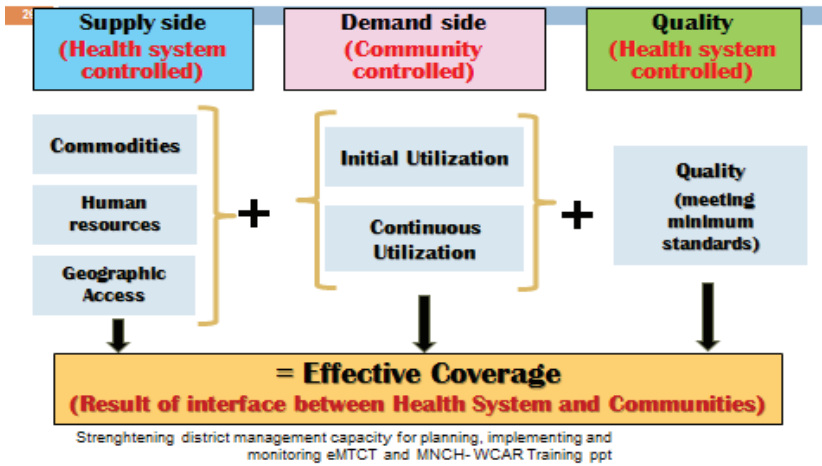 29
Supply side
(Health system
controlled)
Demand side
(Community
controlled)
Quality
(Health system
controlled)
Commodities
Human
resources
Geographic
Access
+
Initial Utilization
Continuous
Utilization
+
Quality
(meeting
minimum
standards)
= Effective Coverage
(Result of interface between Health System and Communities)
Strenghtening district management capacity for planning, implementing and
monitoring eMTCT and MNCH- WCAR Training ppt